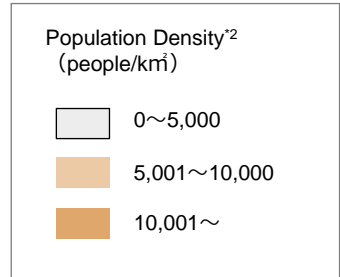 Population Density*2
（people/k㎡）
0～5,000
5,001～10,000
10,001～